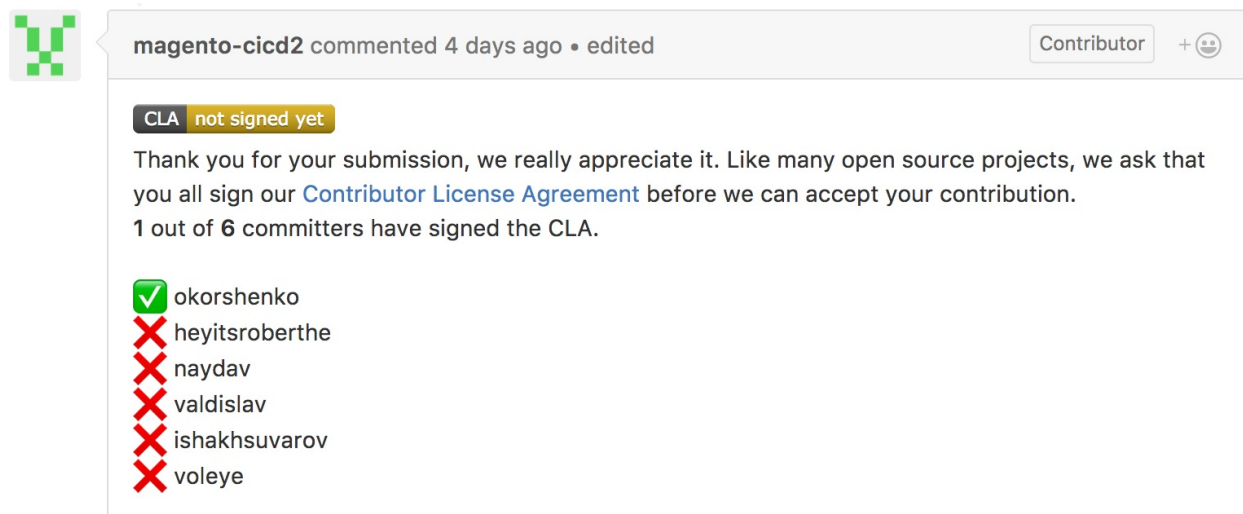 magento-cicd2 commented 4 days ago • edited
Contributor
CLA not signed yet
Thank you for your submission, we really appreciate it. Like many open source projects, we ask that
you all sign our Contributor License Agreement before we can accept your contribution.
1 out of 6 committers have signed the CLA.
okorshenko
heyitsroberthe
naydav
valdislav
ishakhsuvarov
voleye